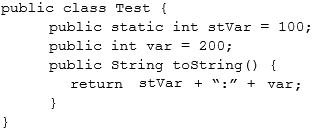 public class Test {
public static int stVar = 100;
public int var = 200;
public String toString() {
return stVar + “:” + var;
}
}